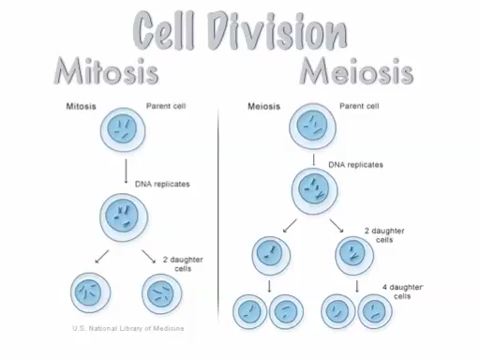 Cell Division
Mitosis
Meiosis
Mitosis
Parent cell
DNA replicates
2 daughter
cells
U.S. National Library of Medicine
Meiosis
Parent cell
DNA replicates
2 daughter
cells
4 daughter
cells